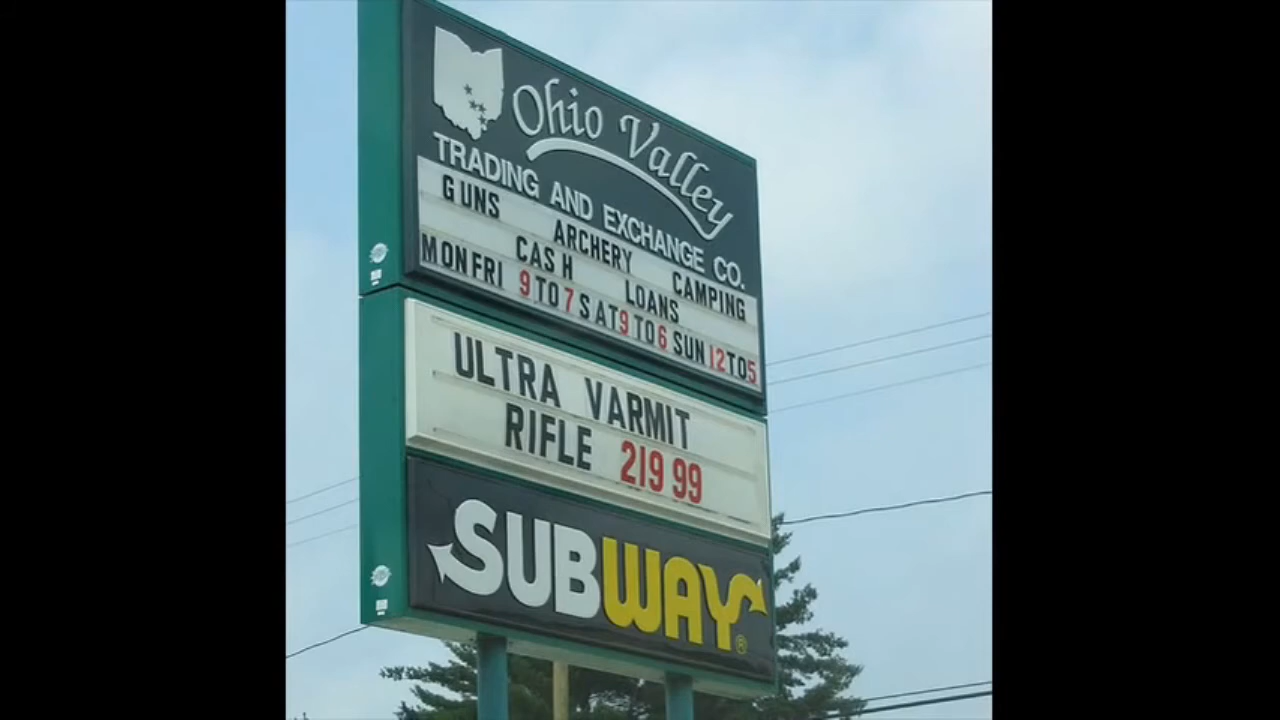 Ohio Valley
TRADING AND EXCHANGE CO.
GUNS ARCHERY CAMPING
CASH LOANS
MON FRI 9 TO 7 SAT 9 TO 6 SUN 12 TO 5
ULTRA VARMIT
RIFLE 219 99
SUBWAY®